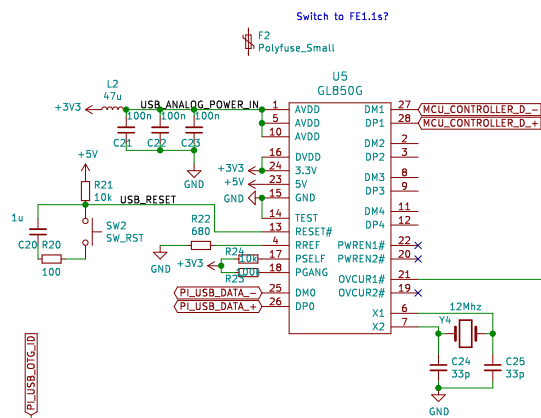 Switch to FE1.1s?
F2
Polyfuse_Small
U5
GL850G
L2
47u
+3V3
USB_ANALOG_POWER_IN
100n
100n
100n
C21
C22
C23
GND
1 AVDD
5 AVDD
10 AVDD
16 DVDD
+3V3 24 3.3V
+5V 23 5V
GND 15 GND
14 TEST
13 RESET#
4 RREF
17 PSELF
18 PGANG
25 DM0
26 DP0
DM1 27 MCU_CONTROLLER_D_-
DP1 28 MCU_CONTROLLER_D_+
DM2 2
DP2 3
DM3 8
DP3 9
DM4 11
DP4 12
PWREN1# 22
PWREN2# 20
OVCUR1# 21
OVCUR2# 19
X1 6
X2 7
+5V
R21
10k
USB_RESET
1u
C20
R20
100
SW2
SW_RST
R22
680
GND
+3V3
R24
10k
R23
PI_USB_DATA_-
PI_USB_DATA_+
12Mhz
Y4
C24
33p
C25
33p
GND
PI_USB_OTG_ID